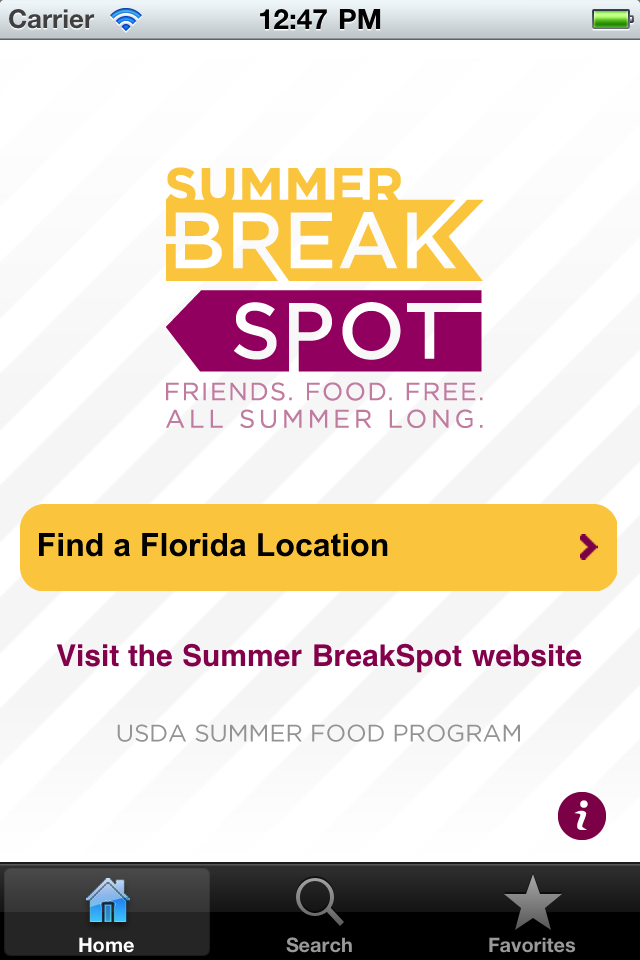 Carrier 12:47 PM
SUMMER
BREAK
SPOT
FRIENDS. FOOD. FREE.
ALL SUMMER LONG.
Find a Florida Location
Visit the Summer BreakSpot website
USDA SUMMER FOOD PROGRAM
i
Home Search Favorites